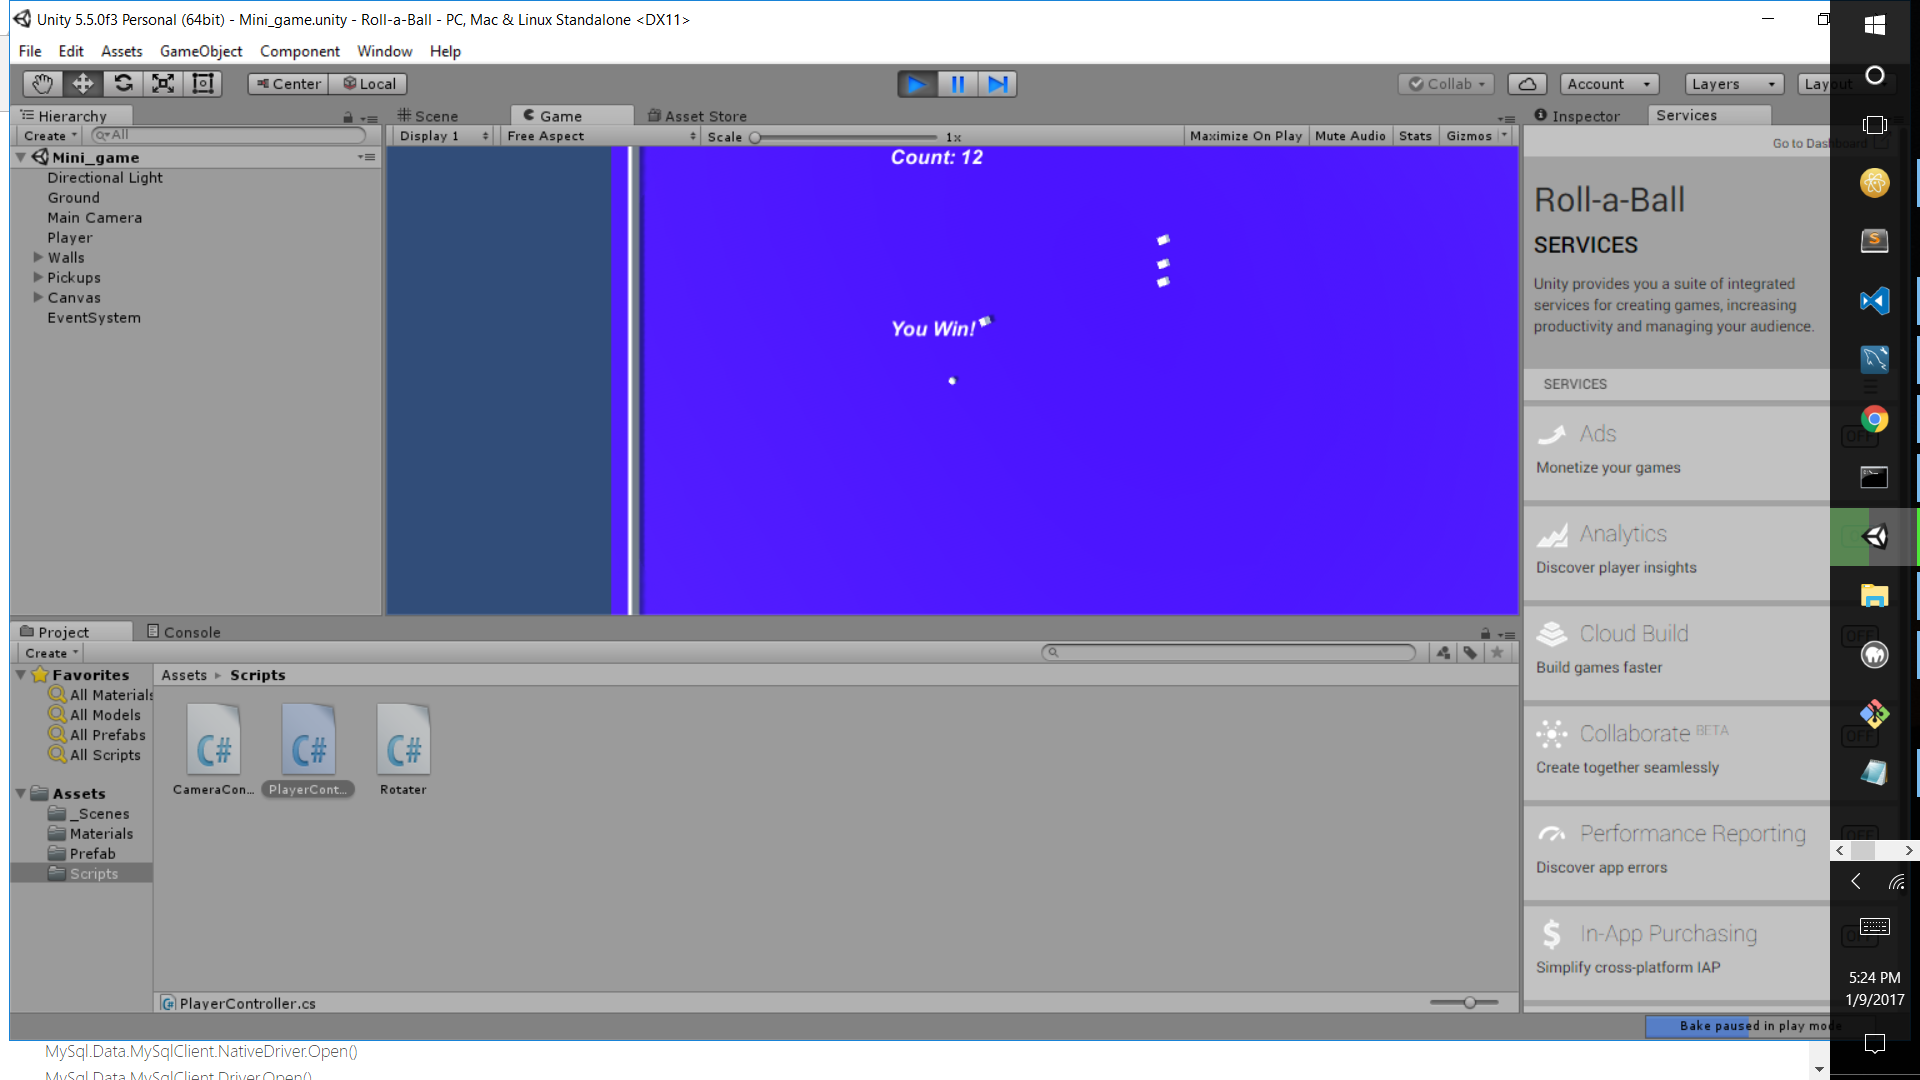 Unity 5.5.0f3 Personal (64bit) - Mini_game.unity - Roll-a-Ball - PC, Mac & Linux Standalone <DX11>
File Edit Assets GameObject Component Window Help
Center Local Collab Account Layers Layout
Hierarchy
Create All
Mini_game
Directional Light
Ground
Main Camera
Player
Walls
Pickups
Canvas
EventSystem
Scene Game Asset Store
Display 1 Free Aspect Scale 1x Maximize On Play Mute Audio Stats Gizmos
Count: 12
You Win!
Inspector Services
Go to Dashboard
Roll-a-Ball
SERVICES
Unity provides you a suite of integrated
services for creating games, increasing
productivity and managing your audience.
SERVICES
Ads OFF
Monetize your games
Analytics
Discover player insights
Cloud Build OFF
Build games faster
Collaborate BETA OFF
Create together seamlessly
Performance Reporting OFF
Discover app errors
In-App Purchasing OFF
Simplify cross-platform IAP
Project Console
Create
Favorites
All Materials
All Models
All Prefabs
All Scripts
Assets
_Scenes
Materials
Prefab
Scripts
Assets Scripts
C# C# C#
CameraCon... PlayerCont... Rotater
PlayerController.cs
Bake paused in play mode
5:24 PM
1/9/2017
MySql.Data.MySqlClient.NativeDriver.Open()
MySql.Data.MySqlClient.Driver.Open()